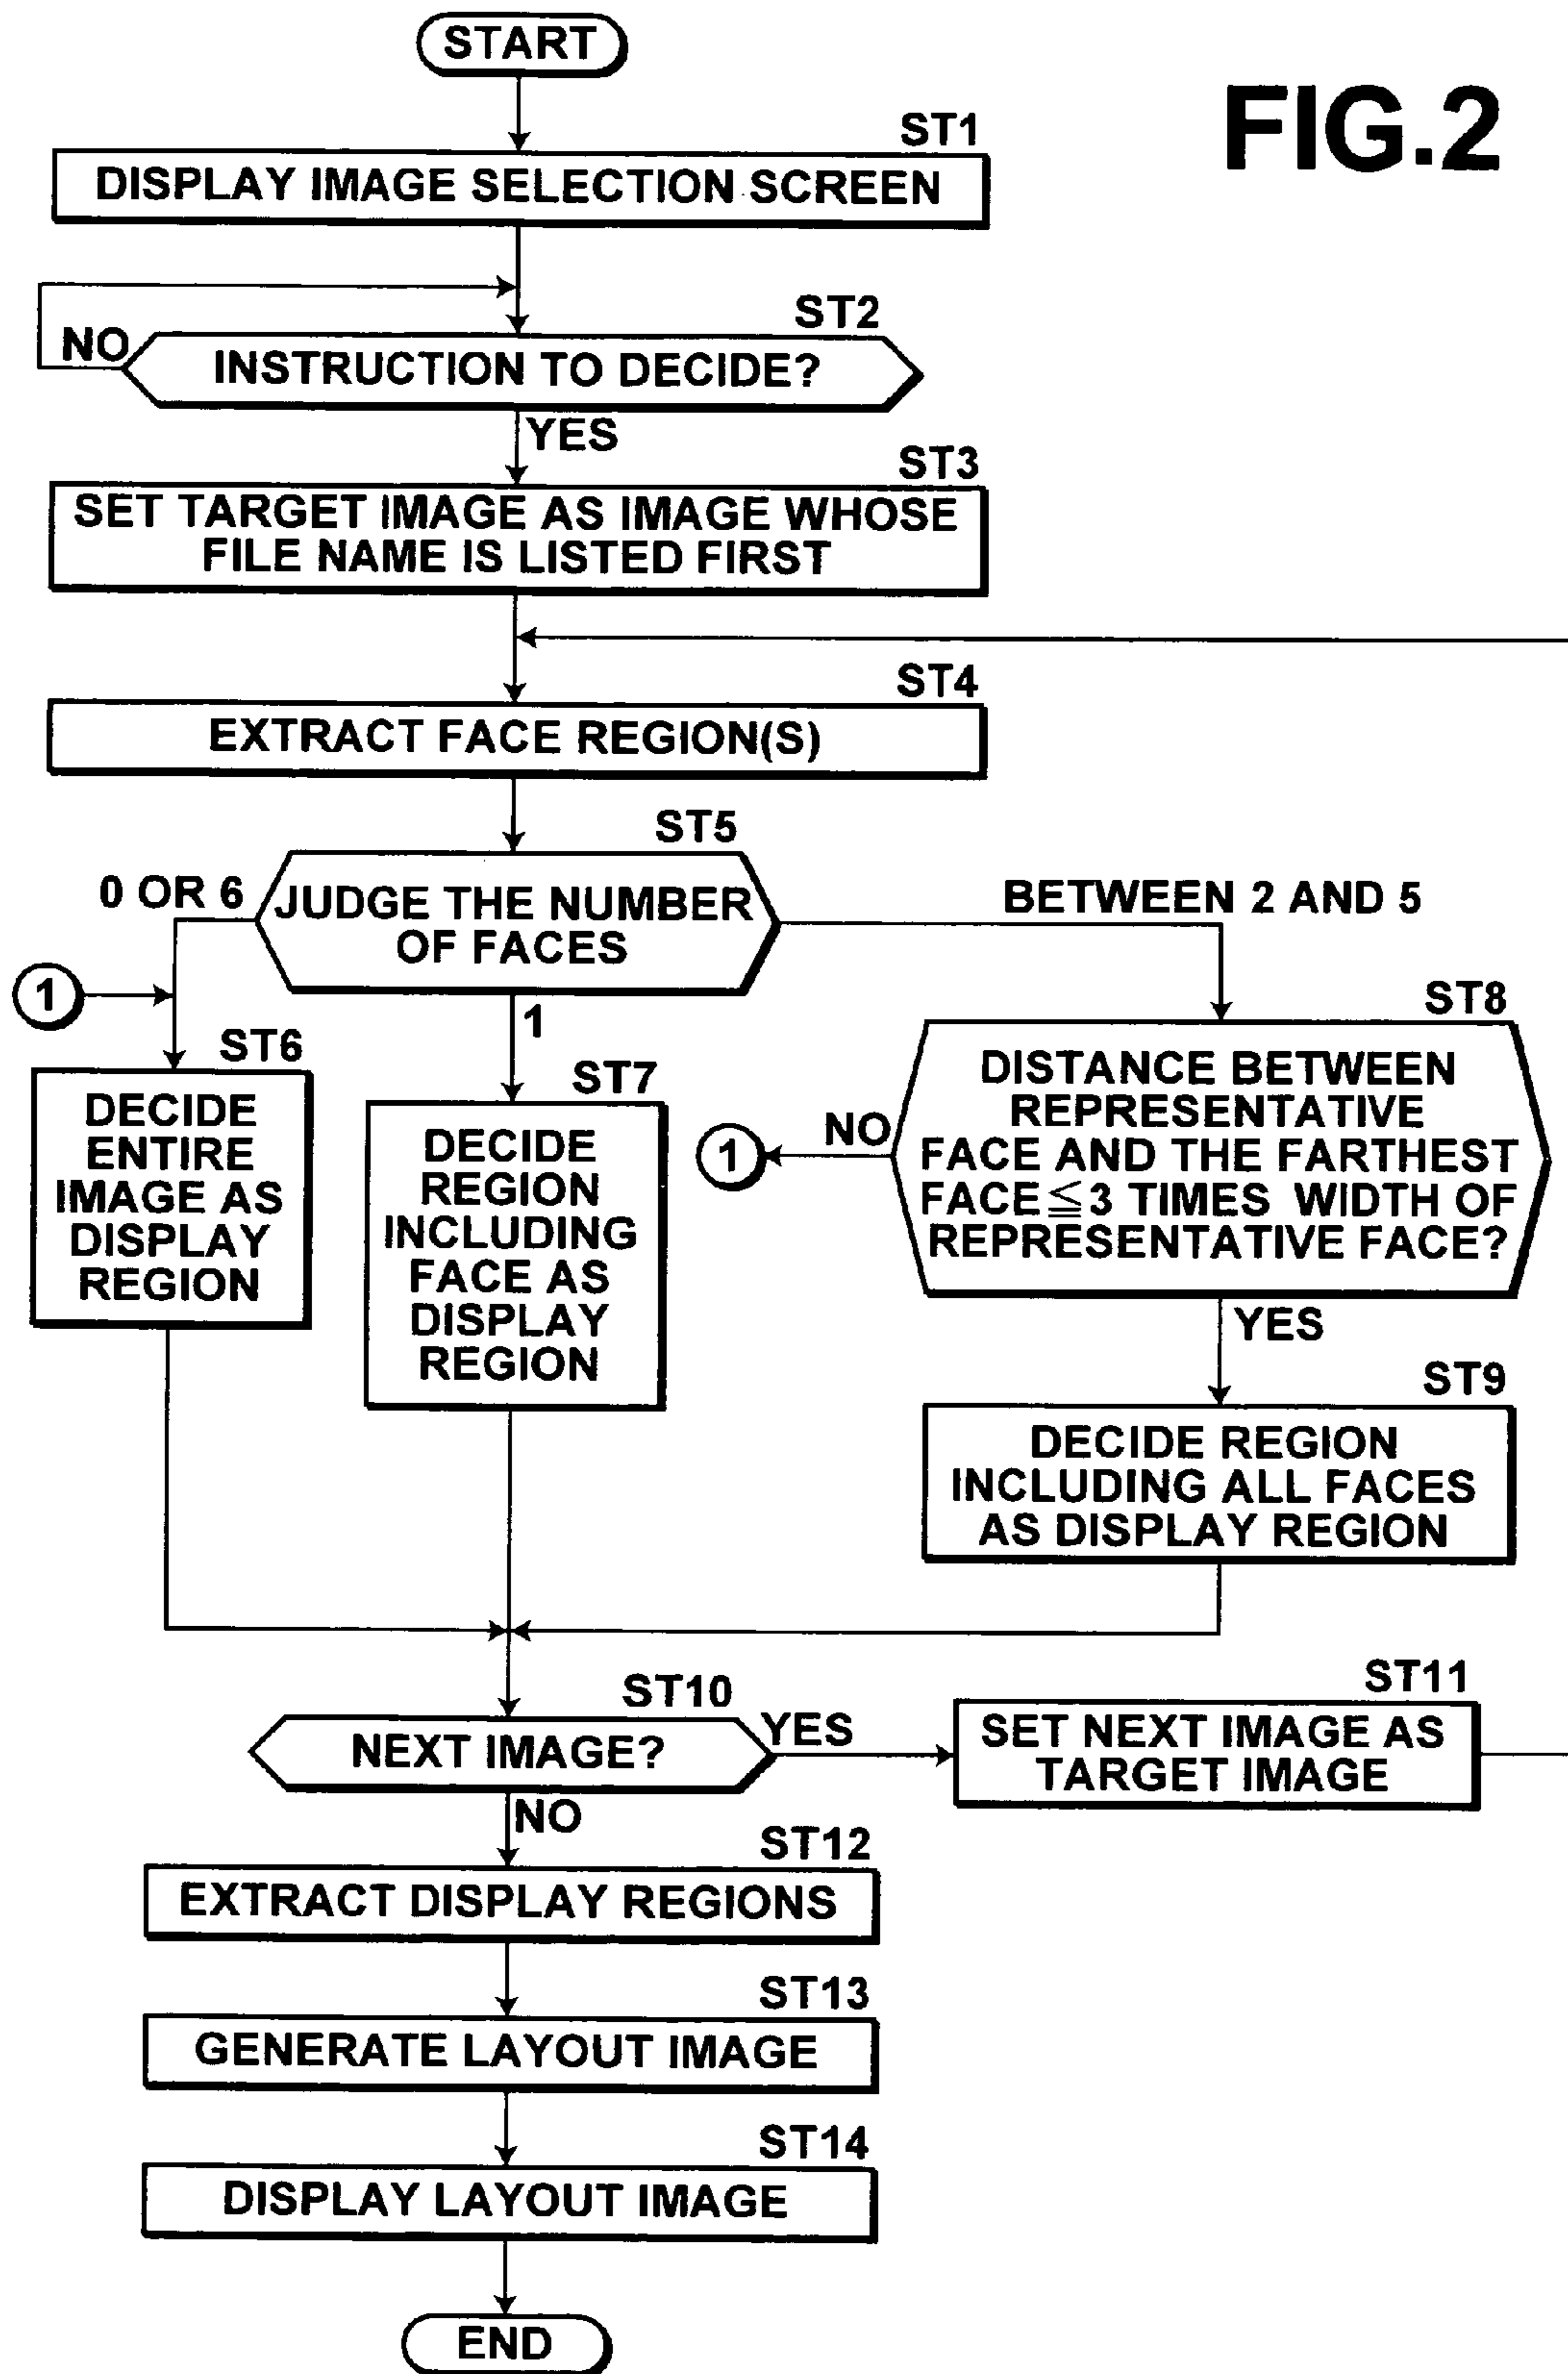 START
FIG.2
ST1
DISPLAY IMAGE SELECTION SCREEN
ST2
NO
INSTRUCTION TO DECIDE?
YES
ST3
SET TARGET IMAGE AS IMAGE WHOSE
FILE NAME IS LISTED FIRST
ST4
EXTRACT FACE REGION(S)
ST5
0 OR 6
JUDGE THE NUMBER
OF FACES
BETWEEN 2 AND 5
1
1
ST6
DECIDE
ENTIRE
IMAGE AS
DISPLAY
REGION
ST7
DECIDE
REGION
INCLUDING
FACE AS
DISPLAY
REGION
ST8
DISTANCE BETWEEN
REPRESENTATIVE
FACE AND THE FARTHEST
FACE≦3 TIMES WIDTH OF
REPRESENTATIVE FACE?
NO
1
YES
ST9
DECIDE REGION
INCLUDING ALL FACES
AS DISPLAY REGION
ST10
NEXT IMAGE?
YES
ST11
SET NEXT IMAGE AS
TARGET IMAGE
NO
ST12
EXTRACT DISPLAY REGIONS
ST13
GENERATE LAYOUT IMAGE
ST14
DISPLAY LAYOUT IMAGE
END